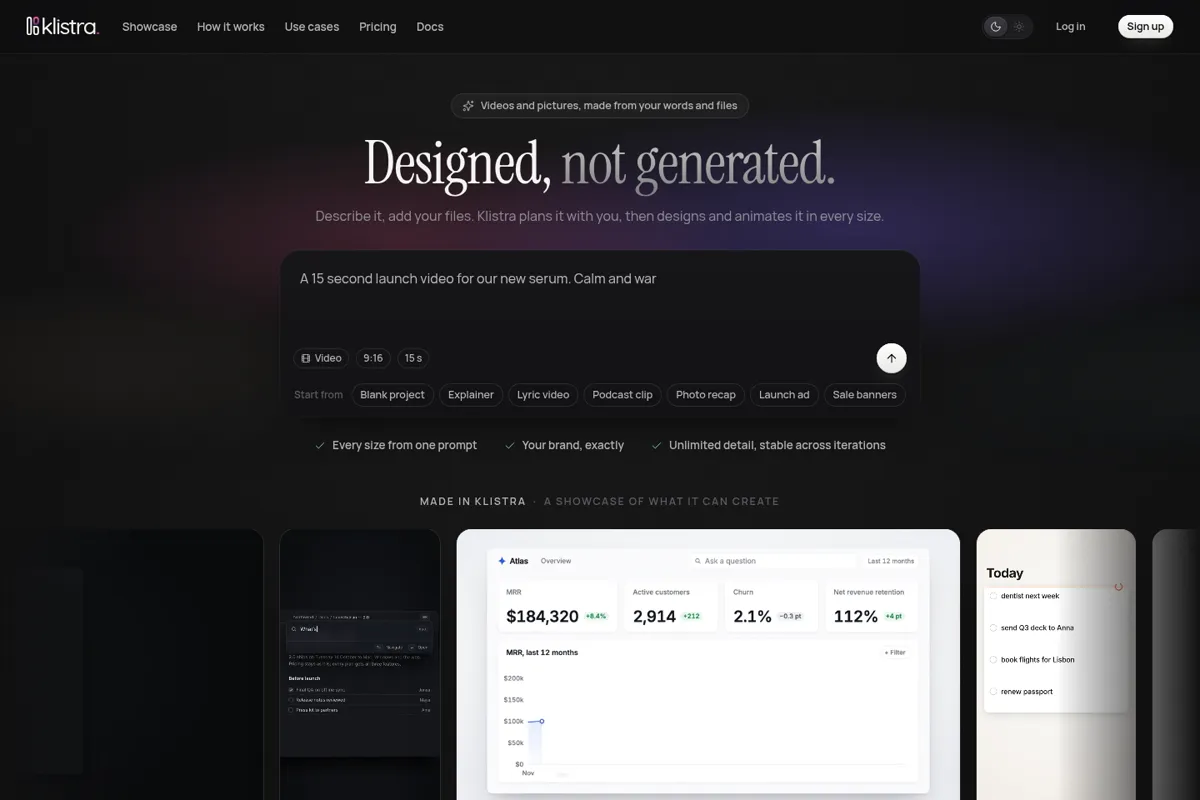 klistra.
Showcase
How it works
Use cases
Pricing
Docs
Log in
Sign up
Videos and pictures, made from your words and files
Designed, not generated.
Describe it, add your files. Klistra plans it with you, then designs and animates it in every size.
A 15 second launch video for our new serum. Calm and war
Video
9:16
15 s
Start from
Blank project
Explainer
Lyric video
Podcast clip
Photo recap
Launch ad
Sale banners
Every size from one prompt
Your brand, exactly
Unlimited detail, stable across iterations
MADE IN KLISTRA · A SHOWCASE OF WHAT IT CAN CREATE
What's
Before launch
Release notes reviewed
Atlas
Overview
Ask a question
Last 12 months
MRR
$184,320 +8.4%
Active customers
2,914 +212
Churn
2.1% −0.3 pt
Net revenue retention
112% +4 pt
MRR, last 12 months
+ Filter
$200k
$150k
$100k
$50k
$0
Nov
Today
dentist next week
send Q3 deck to Anna
book flights for Lisbon
renew passport